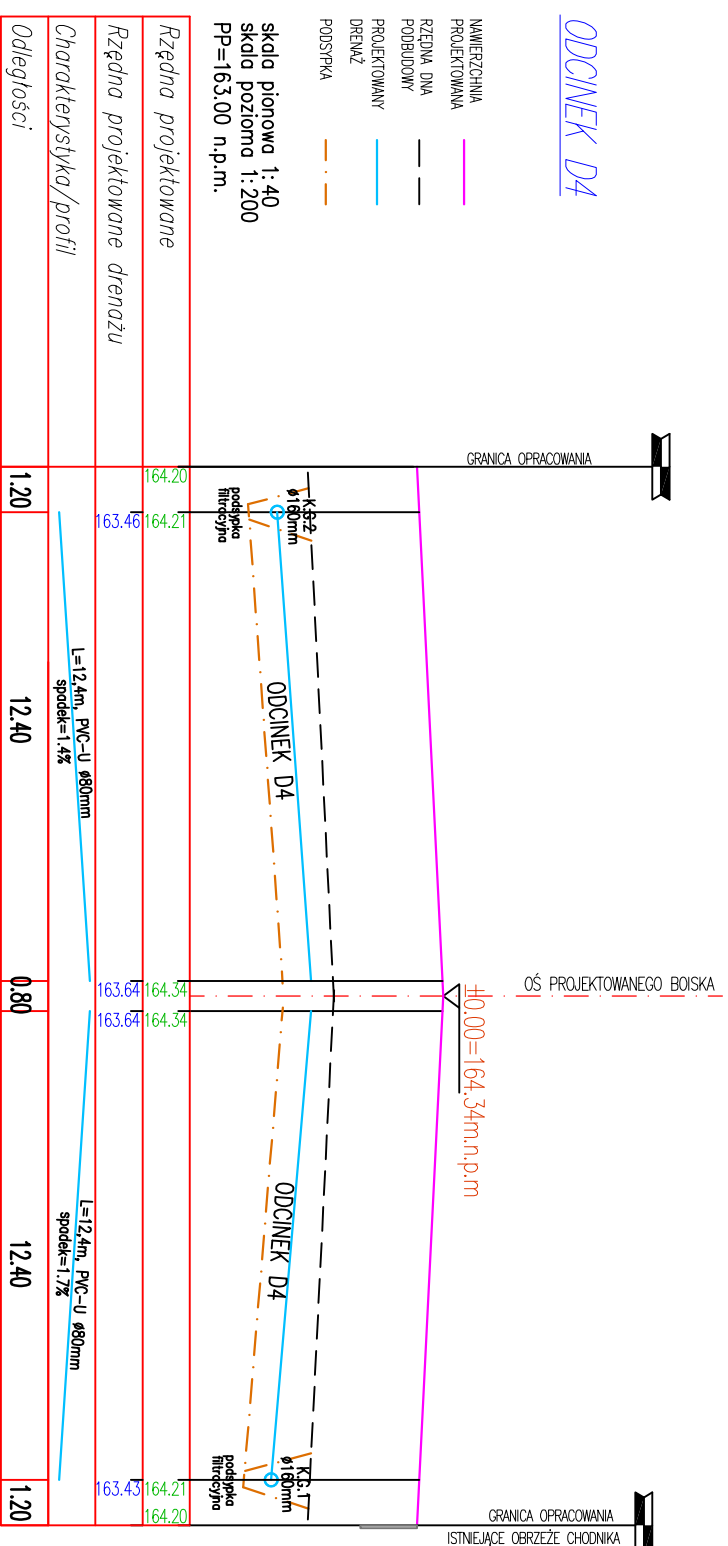 ODCINEK D4
NAWIERZCHNIA
PROJEKTOWANA
RZĘDNA DNA
PODBUDOWY
PROJEKTOWANY
DRENAŻ
PODSYPKA
skala pionowa 1:40
skala pozioma 1:200
PP=163.00 n.p.m.
GRANICA OPRACOWANIA
OŚ PROJEKTOWANEGO BOISKA
±0.00=164.34m.n.p.m
GRANICA OPRACOWANIA
ISTNIEJĄCE OBRZEŻE CHODNIKA
K.G.2
ø160mm
podsypka
filtracyjna
ODCINEK D4
ODCINEK D4
K.G.1
ø160mm
podsypka
filtracyjna
Rzędna projektowane
164.20 164.21 164.34 164.34 164.21 164.20
Rzędna projektowane drenażu
163.46 163.64 163.64 163.43
Charakterystyka/profil
L=12,4m, PVC-U ø80mm
spadek=1.4%
L=12,4m, PVC-U ø80mm
spadek=1.7%
Odległości
1.20 12.40 0.80 12.40 1.20